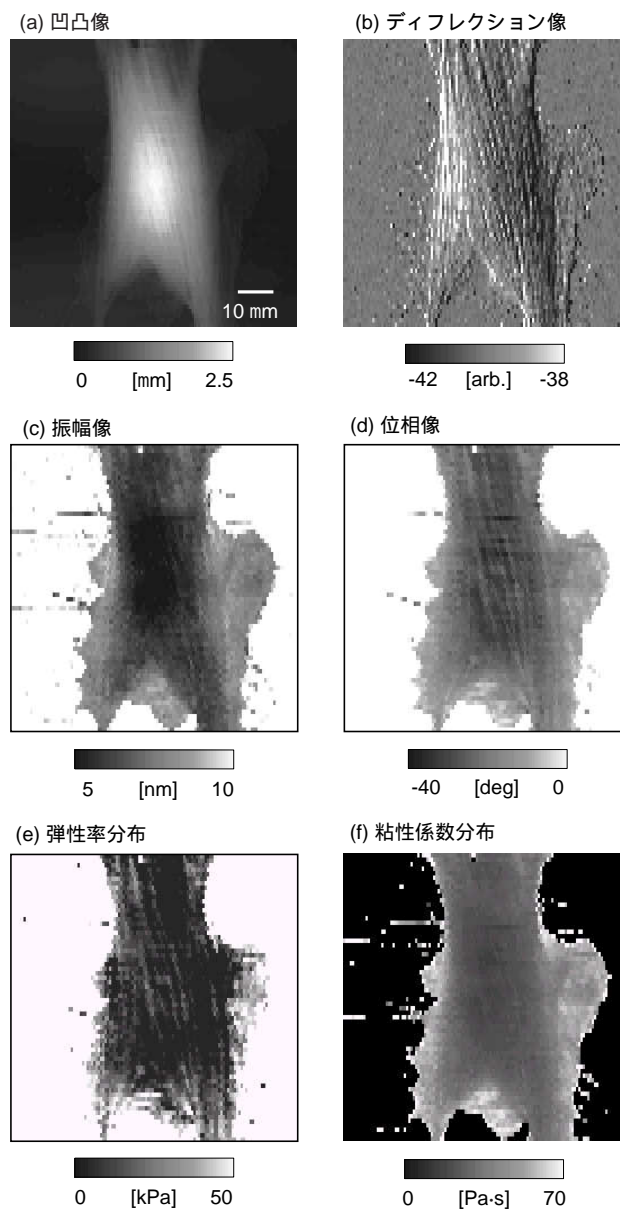 (a) 凹凸像
10 mm
0 [mm] 2.5
(b) ディフレクション像
-42 [arb.] -38
(c) 振幅像
5 [nm] 10
(d) 位相像
-40 [deg] 0
(e) 弾性率分布
0 [kPa] 50
(f) 粘性係数分布
0 [Pa·s] 70